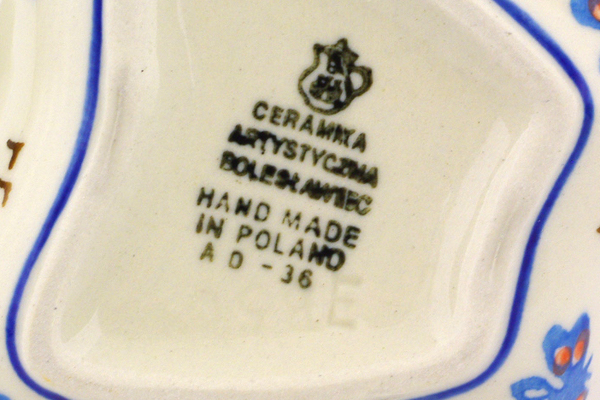 CERAMIKA
ARTYSTYCZNA
BOLESŁAWIEC
HAND MADE
IN POLAND
A D - 36